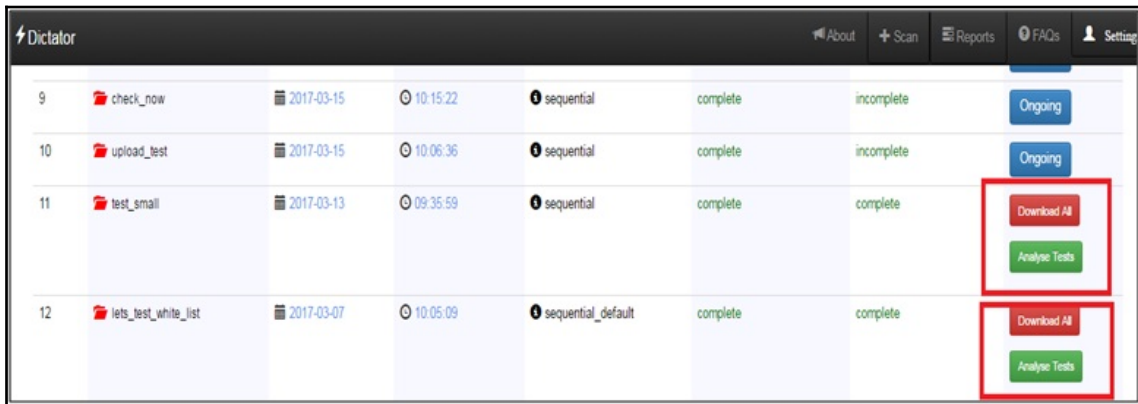 Dictator About Scan Reports FAQs Setting
9 check_now 2017-03-15 10:15:22 sequential complete incomplete Ongoing
10 upload_test 2017-03-15 10:06:36 sequential complete incomplete Ongoing
11 test_small 2017-03-13 09:35:59 sequential complete complete Download All
Analyse Tests
12 lets_test_white_list 2017-03-07 10:05:09 sequential_default complete complete Download All
Analyse Tests